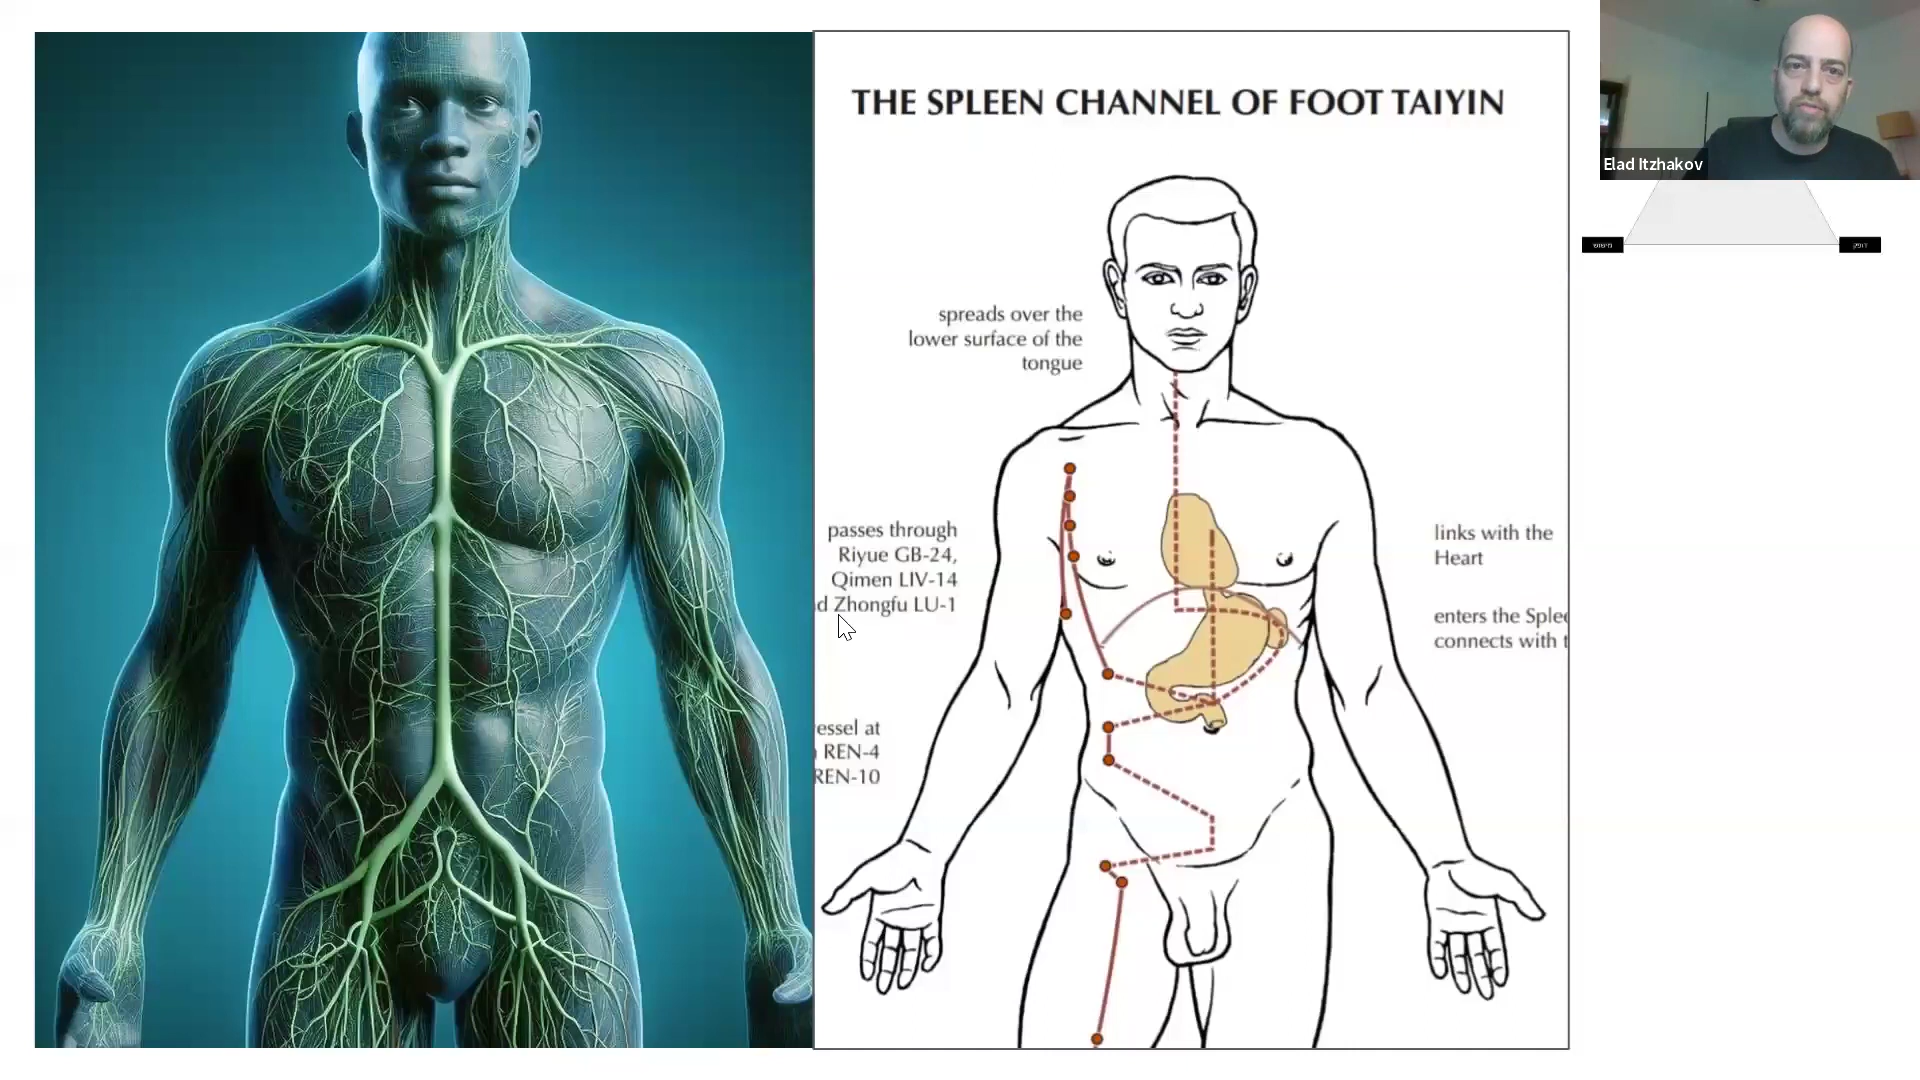 THE SPLEEN CHANNEL OF FOOT TAIYIN
spreads over the
lower surface of the
tongue
passes through
Riyue GB-24,
Qimen LIV-14
d Zhongfu LU-1
links with the
Heart
enters the Splee
connects with t
essel at
REN-4
REN-10
Elad Itzhakov
מישוש
דופק